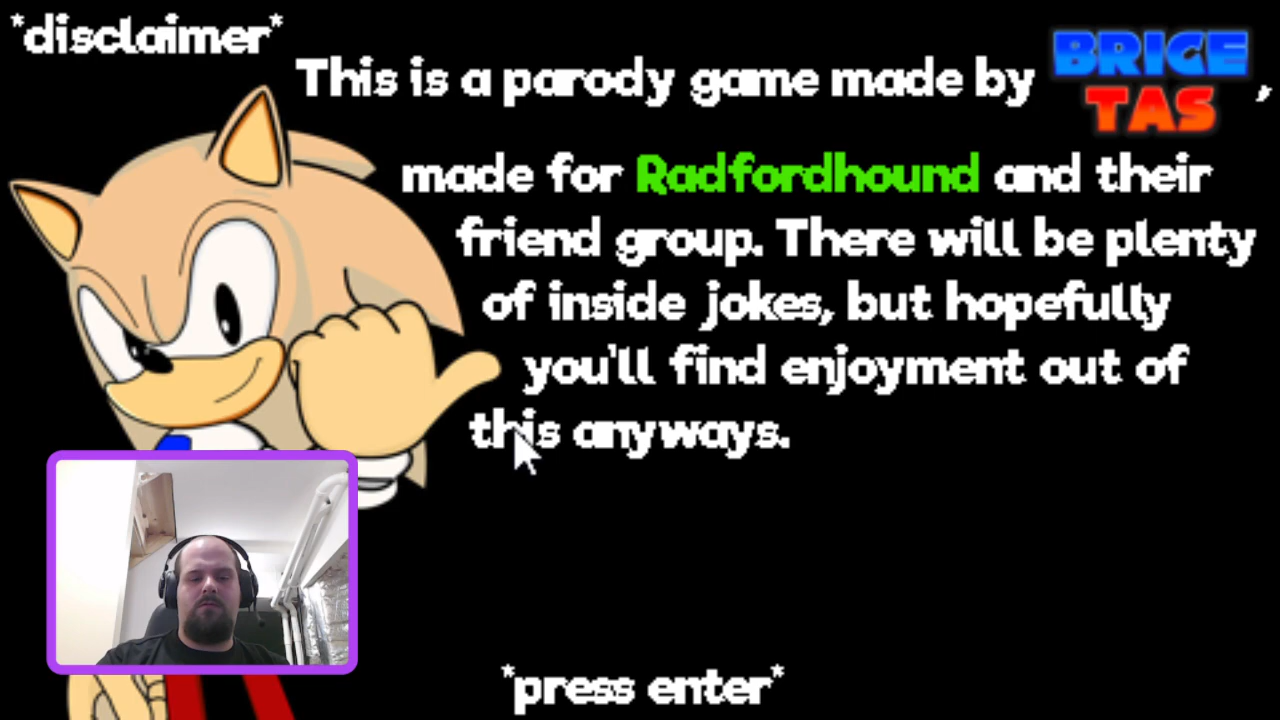 *disclaimer*
This is a parody game made by BRICE TAS,
made for Radfordhound and their
friend group. There will be plenty
of inside jokes, but hopefully
you'll find enjoyment out of
this anyways.
*press enter*